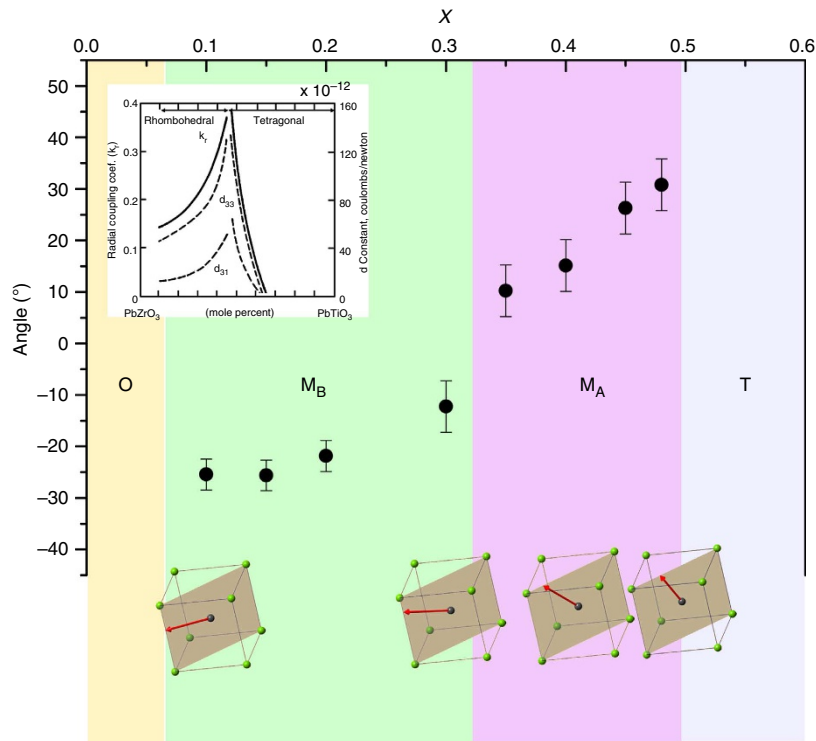 X
0.0 0.1 0.2 0.3 0.4 0.5 0.6
50
40
30
20
10
0
–10
–20
–30
–40
Angle (°)
x 10⁻¹²
0.4
0.3
0.2
0.1
0
Radial coupling coef. (kᵣ)
160
120
80
40
0
d Constant, coulombs/newton
Rhombohedral Tetragonal
kᵣ
d₃₃
d₃₁
PbZrO₃ (mole percent) PbTiO₃
O M_B M_A T